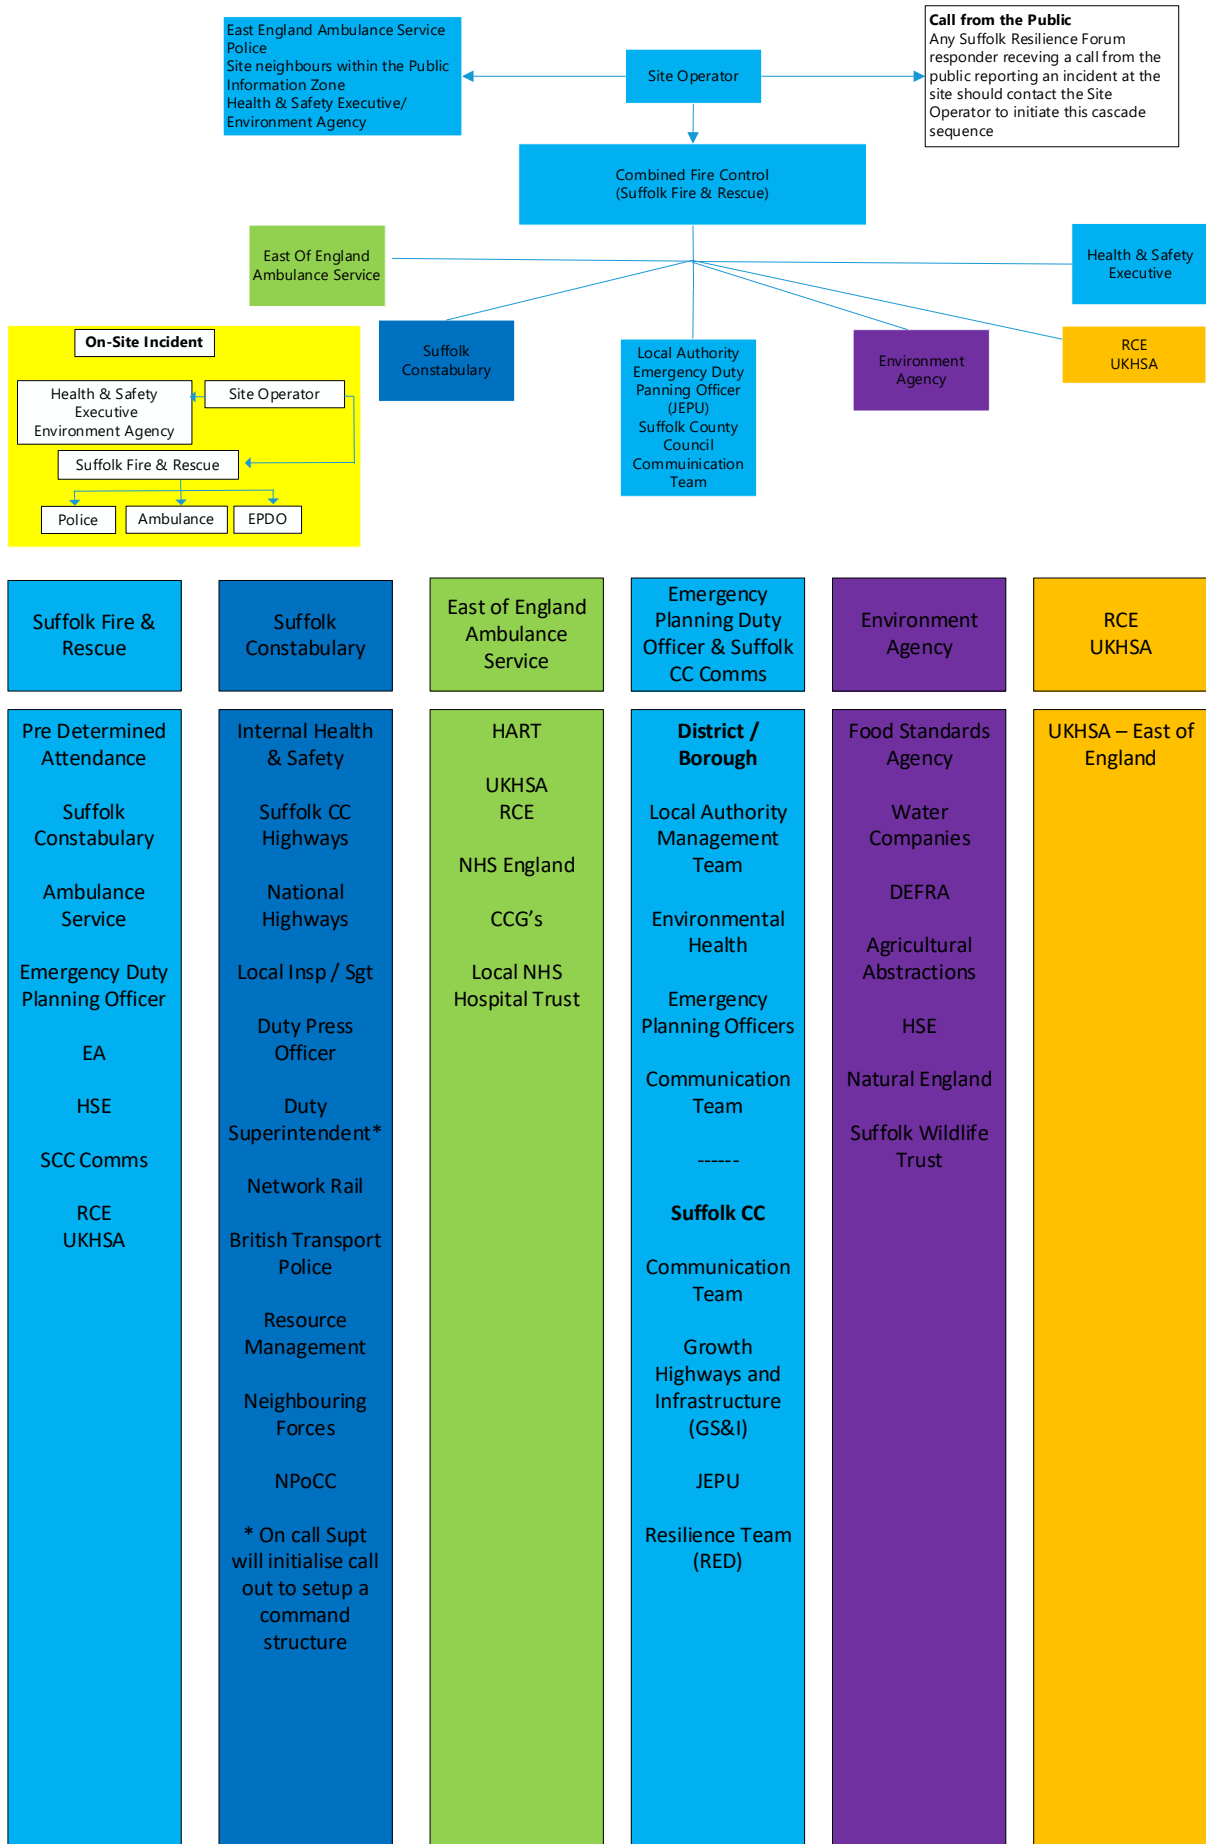 East England Ambulance Service
Police
Site neighbours within the Public
Information Zone
Health & Safety Executive/
Environment Agency
Site Operator
Call from the Public
Any Suffolk Resilience Forum
responder receving a call from the
public reporting an incident at the
site should contact the Site
Operator to initiate this cascade
sequence
Combined Fire Control
(Suffolk Fire & Rescue)
East Of England
Ambulance Service
Health & Safety
Executive
Suffolk
Constabulary
Local Authority
Emergency Duty
Panning Officer
(JEPU)
Suffolk County
Council
Commuinication
Team
Environment
Agency
RCE
UKHSA
On-Site Incident
Health & Safety
Executive
Environment Agency
Site Operator
Suffolk Fire & Rescue
Police
Ambulance
EPDO
Suffolk Fire &
Rescue
Suffolk
Constabulary
East of England
Ambulance
Service
Emergency
Planning Duty
Officer & Suffolk
CC Comms
Environment
Agency
RCE
UKHSA
Pre Determined
Attendance
Suffolk
Constabulary
Ambulance
Service
Emergency Duty
Planning Officer
EA
HSE
SCC Comms
RCE
UKHSA
Internal Health
& Safety
Suffolk CC
Highways
National
Highways
Local Insp / Sgt
Duty Press
Officer
Duty
Superintendent*
Network Rail
British Transport
Police
Resource
Management
Neighbouring
Forces
NPoCC
* On call Supt
will initialise call
out to setup a
command
structure
HART
UKHSA
RCE
NHS England
CCG’s
Local NHS
Hospital Trust
District /
Borough
Local Authority
Management
Team
Environmental
Health
Emergency
Planning Officers
Communication
Team
------
Suffolk CC
Communication
Team
Growth
Highways and
Infrastructure
(GS&I)
JEPU
Resilience Team
(RED)
Food Standards
Agency
Water
Companies
DEFRA
Agricultural
Abstractions
HSE
Natural England
Suffolk Wildlife
Trust
UKHSA – East of
England